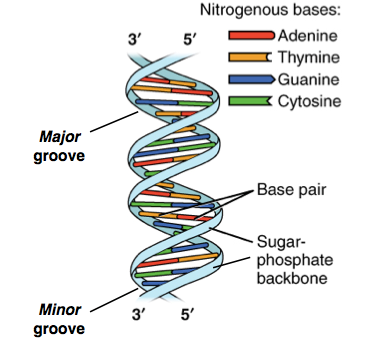 Nitrogenous bases:
Adenine
Thymine
Guanine
Cytosine
3′ 5′
Major
groove
Base pair
Sugar-
phosphate
backbone
Minor
groove
3′ 5′